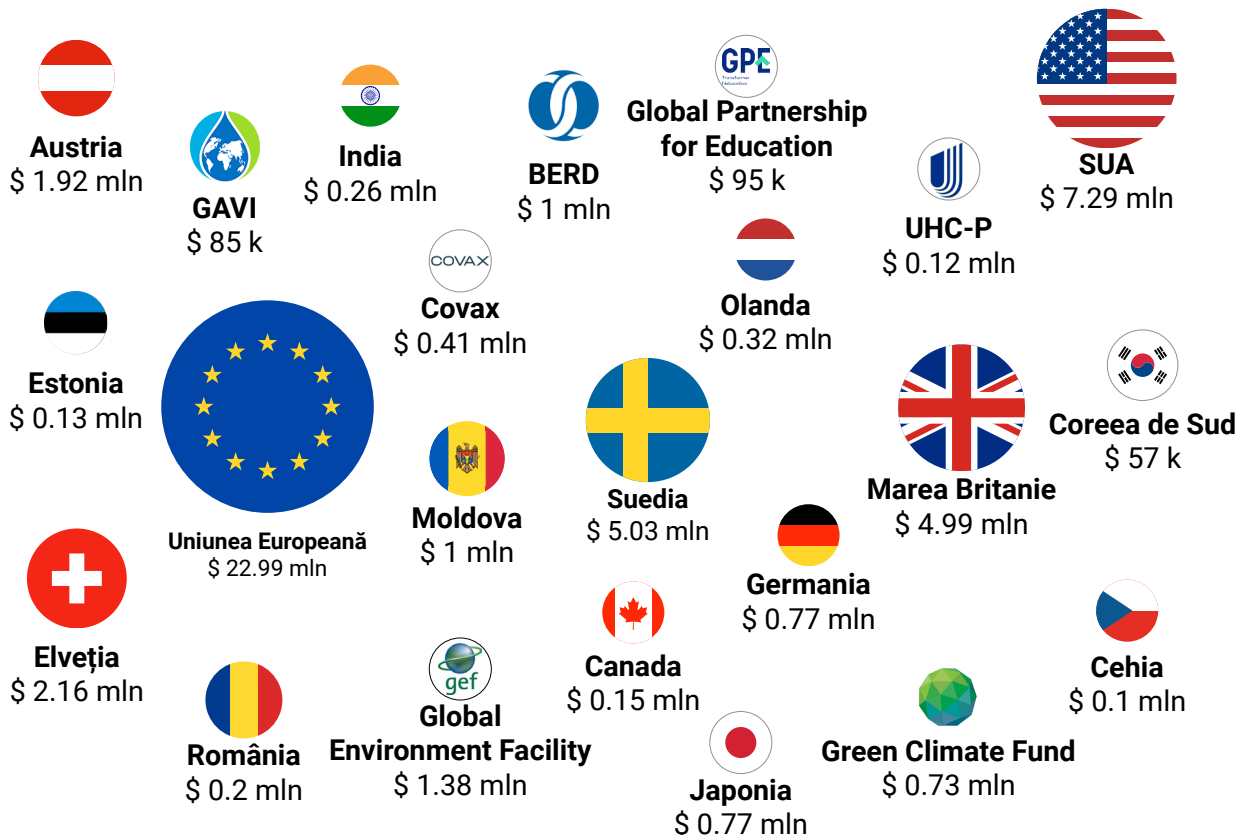 Austria
$ 1.92 mln
GAVI
$ 85 k
India
$ 0.26 mln
BERD
$ 1 mln
GPE
Transformer
l'éducation
Global Partnership
for Education
$ 95 k
UHC-P
$ 0.12 mln
SUA
$ 7.29 mln
Estonia
$ 0.13 mln
COVAX
Covax
$ 0.41 mln
Olanda
$ 0.32 mln
Coreea de Sud
$ 57 k
Uniunea Europeană
$ 22.99 mln
Moldova
$ 1 mln
Suedia
$ 5.03 mln
Marea Britanie
$ 4.99 mln
Germania
$ 0.77 mln
Elveția
$ 2.16 mln
România
$ 0.2 mln
gef
Global
Environment Facility
$ 1.38 mln
Canada
$ 0.15 mln
Japonia
$ 0.77 mln
Green Climate Fund
$ 0.73 mln
Cehia
$ 0.1 mln